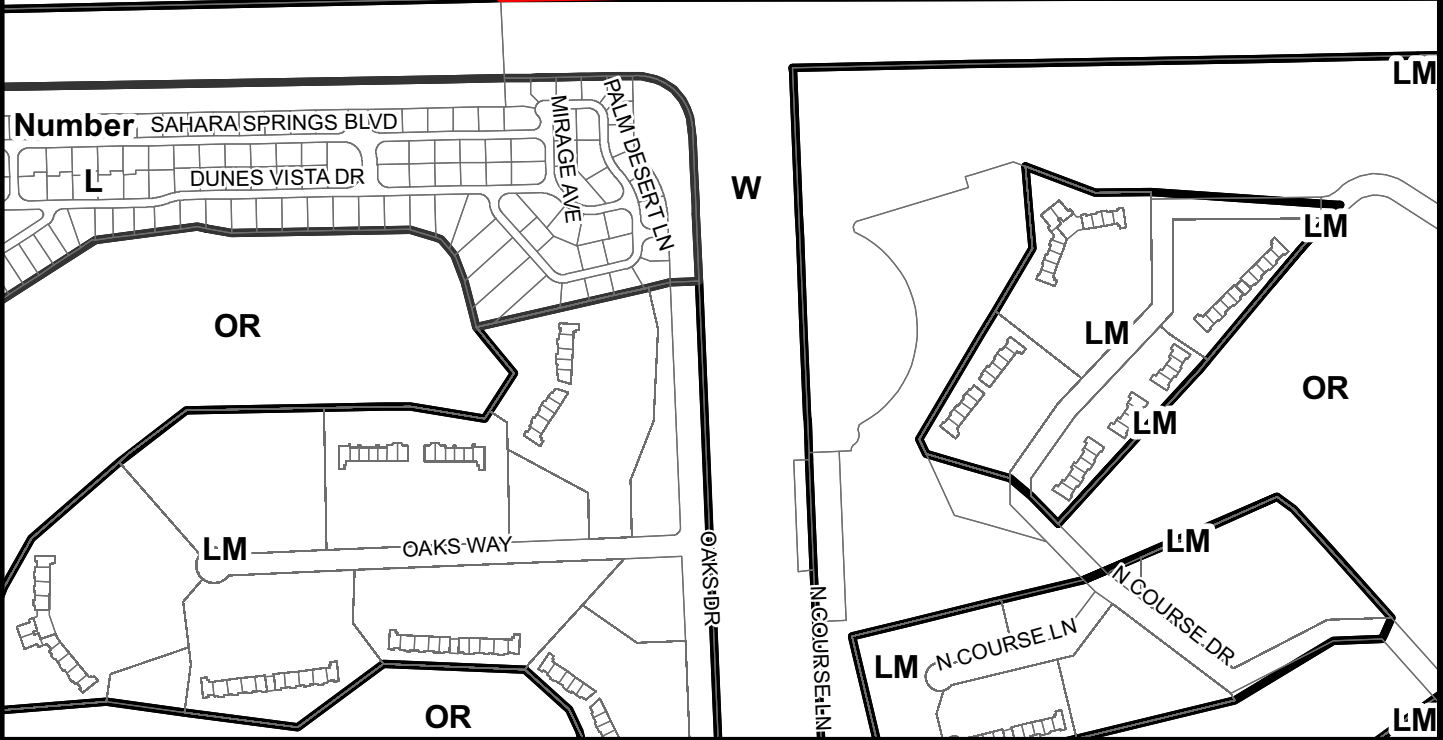 LM
Number
SAHARA SPRINGS BLVD
MIRAGE AVE
PALM DESERT LN
L
DUNES VISTA DR
W
LM
OR
LM
OR
LM
LM
OAKS WAY
LM
OAKS DR
N COURSE LN
N COURSE DR
N COURSE LN
LM
OR
LM